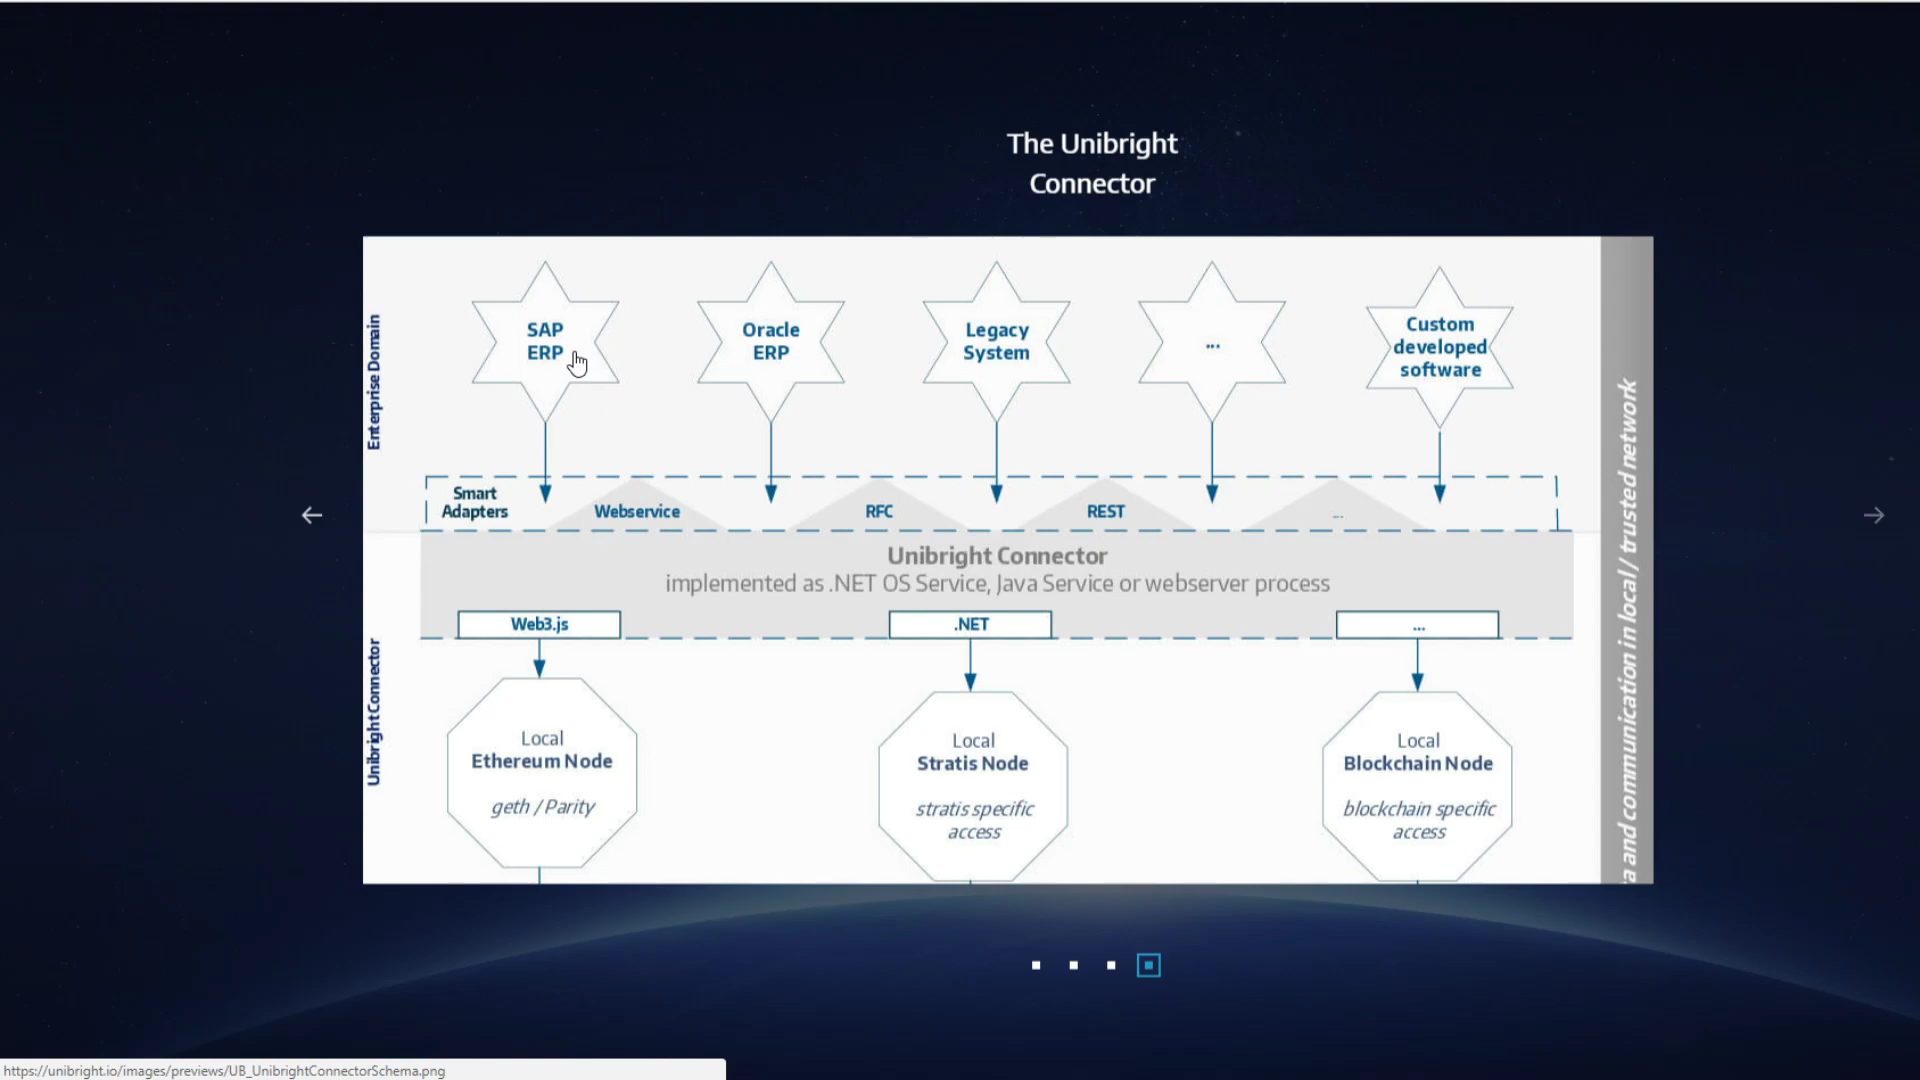 The Unibright
Connector
Enterprise Domain
SAP
ERP
Oracle
ERP
Legacy
System
...
Custom
developed
software
Smart
Adapters
Webservice
RFC
REST
...
Unibright Connector
implemented as .NET OS Service, Java Service or webserver process
Web3.js
.NET
...
Unibright Connector
Local
Ethereum Node
geth / Parity
Local
Stratis Node
stratis specific
access
Local
Blockchain Node
blockchain specific
access
a and communication in local / trusted network
https://unibright.io/images/previews/UB_UnibrightConnectorSchema.png